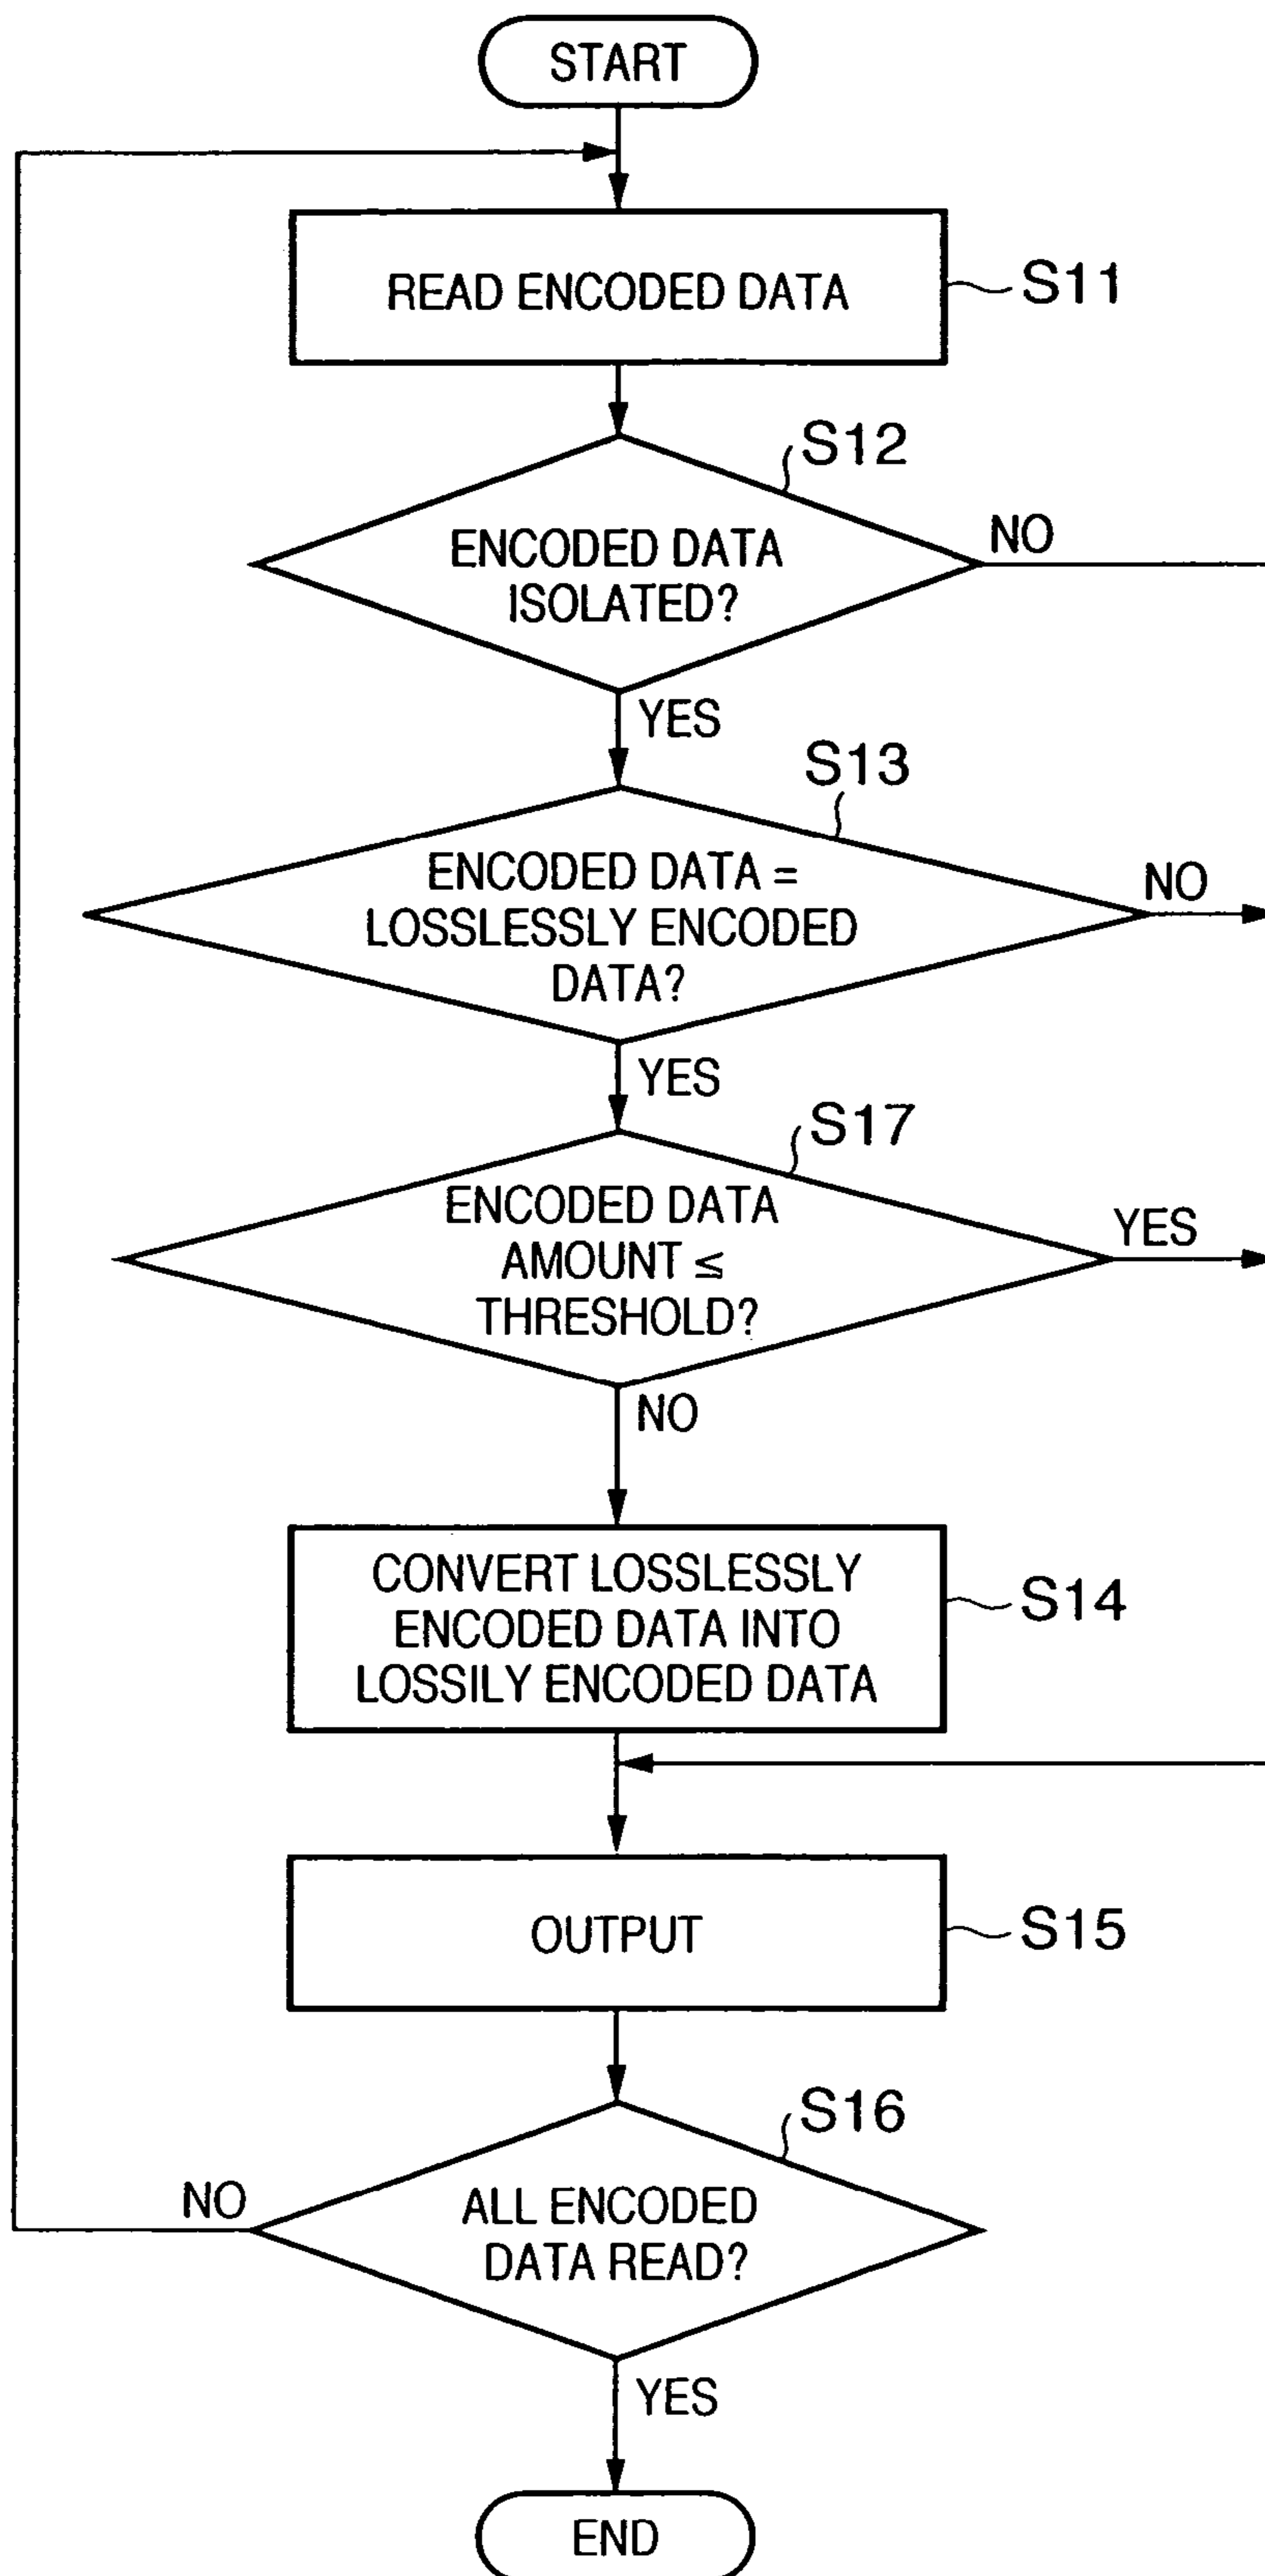 START
READ ENCODED DATA
S11
S12
ENCODED DATA
ISOLATED?
NO
YES
S13
ENCODED DATA =
LOSSLESSLY ENCODED
DATA?
NO
YES
S17
ENCODED DATA
AMOUNT ≤
THRESHOLD?
YES
NO
CONVERT LOSSLESSLY
ENCODED DATA INTO
LOSSILY ENCODED DATA
S14
OUTPUT
S15
S16
ALL ENCODED
DATA READ?
NO
YES
END